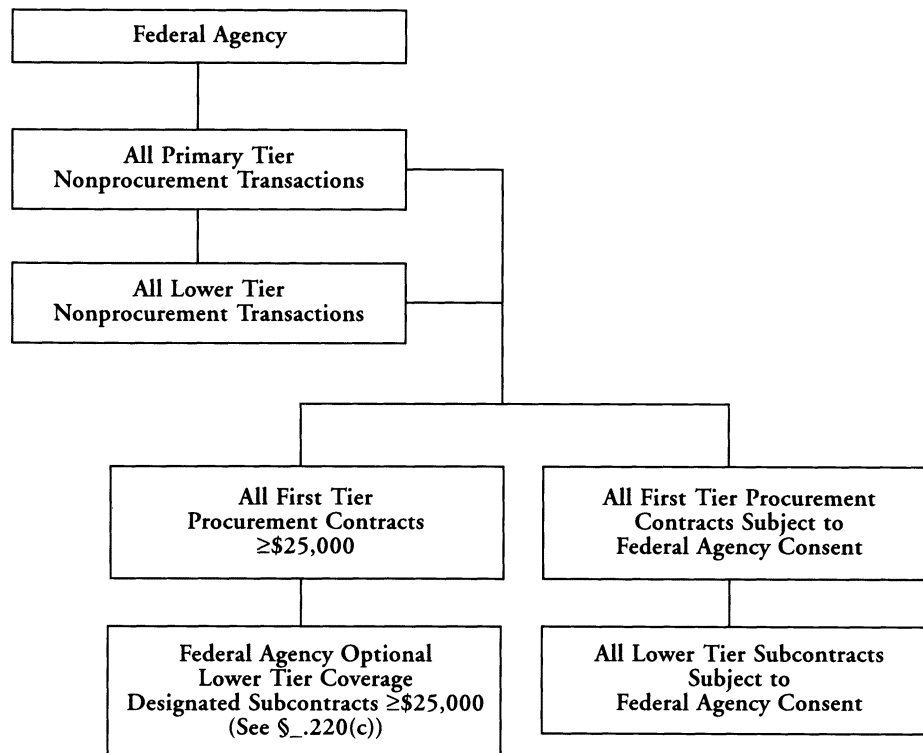 Federal Agency
All Primary Tier
Nonprocurement Transactions
All Lower Tier
Nonprocurement Transactions
All First Tier
Procurement Contracts
≥$25,000
All First Tier Procurement
Contracts Subject to
Federal Agency Consent
Federal Agency Optional
Lower Tier Coverage
Designated Subcontracts ≥$25,000
(See §_.220(c))
All Lower Tier Subcontracts
Subject to
Federal Agency Consent